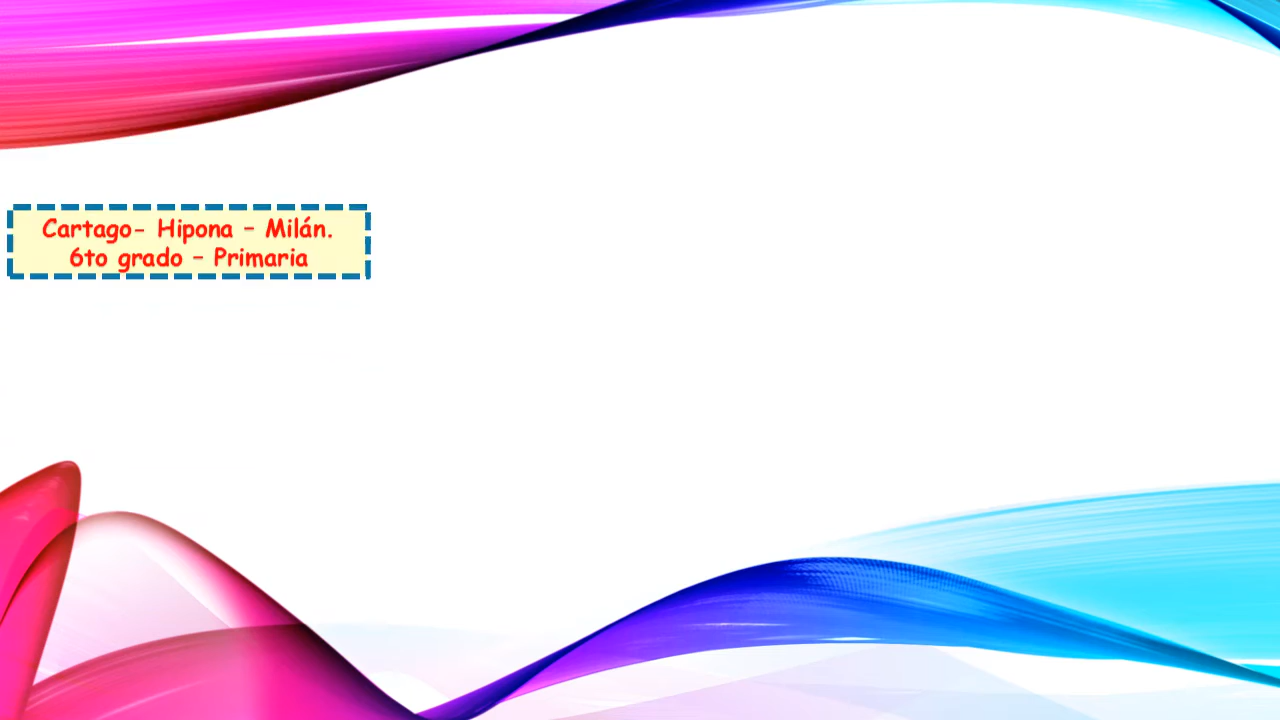 Cartago- Hipona – Milán.
6to grado – Primaria